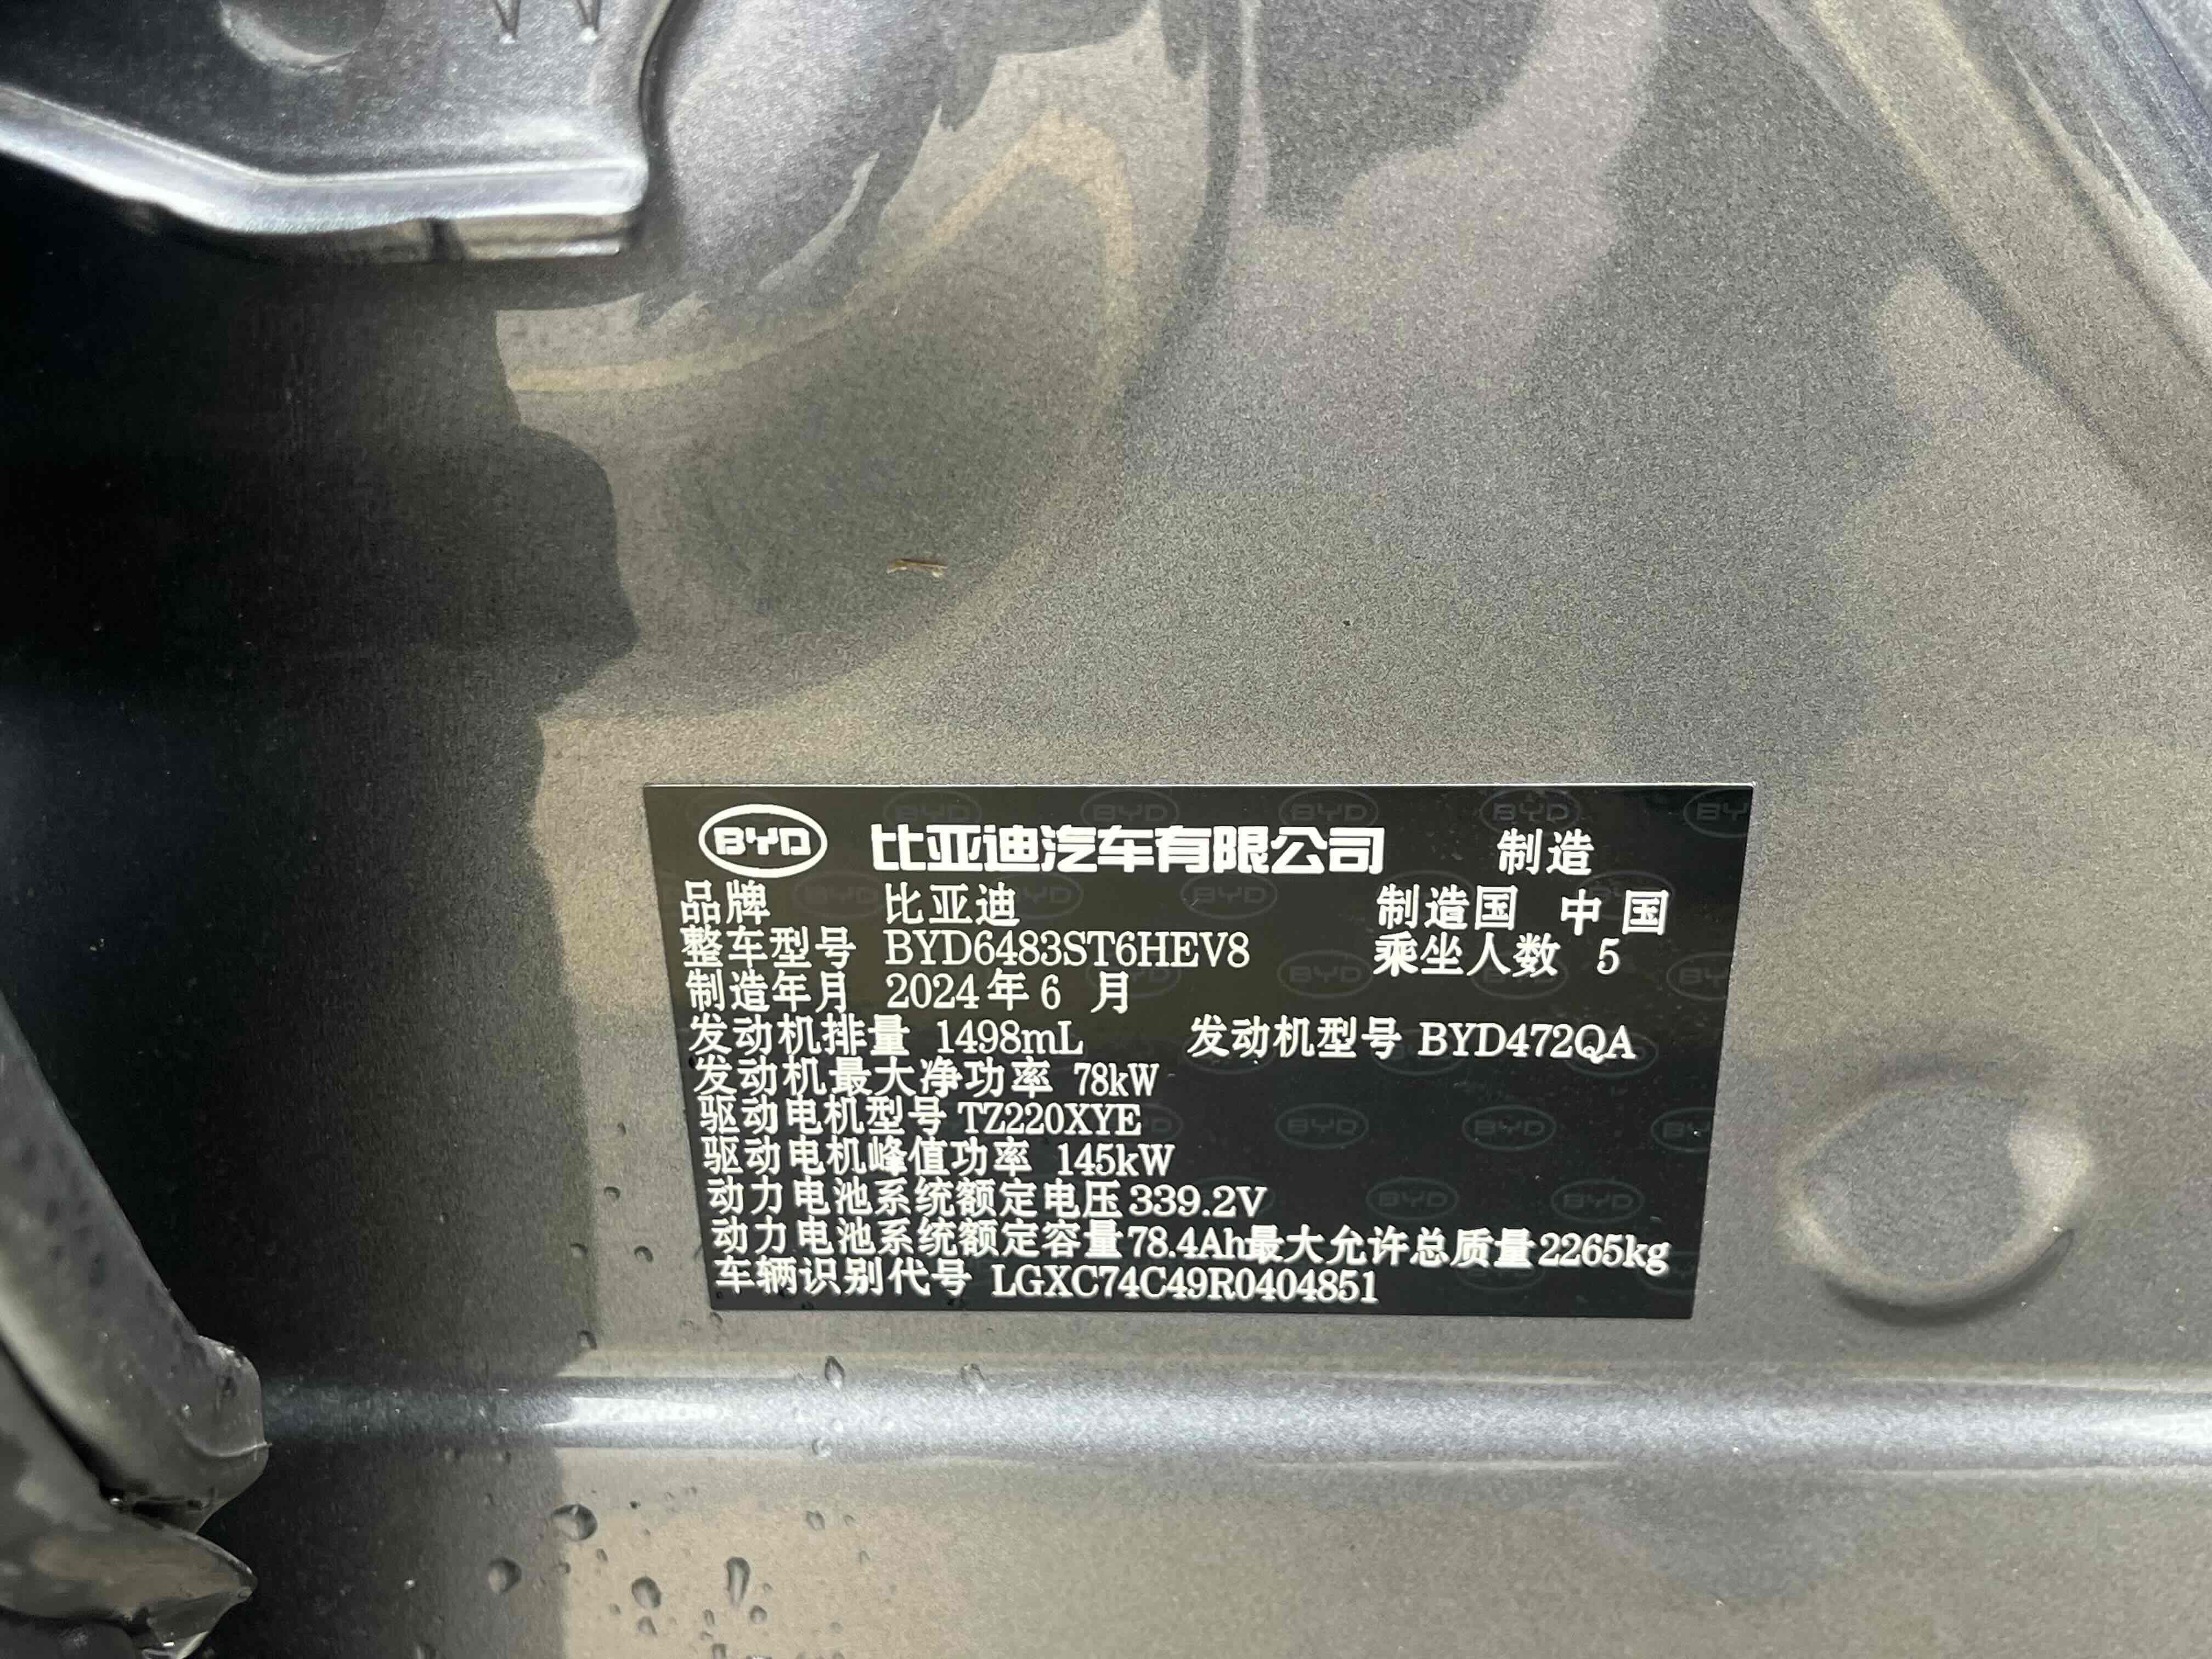 BYD 比亚迪汽车有限公司 制造
品牌 比亚迪 制造国 中国
整车型号 BYD6483ST6HEV8 乘坐人数 5
制造年月 2024年6月
发动机排量 1498mL 发动机型号 BYD472QA
发动机最大净功率 78kW
驱动电机型号 TZ220XYE
驱动电机峰值功率 145kW
动力电池系统额定电压 339.2V
动力电池系统额定容量 78.4Ah 最大允许总质量 2265kg
车辆识别代号 LGXC74C49R0404851